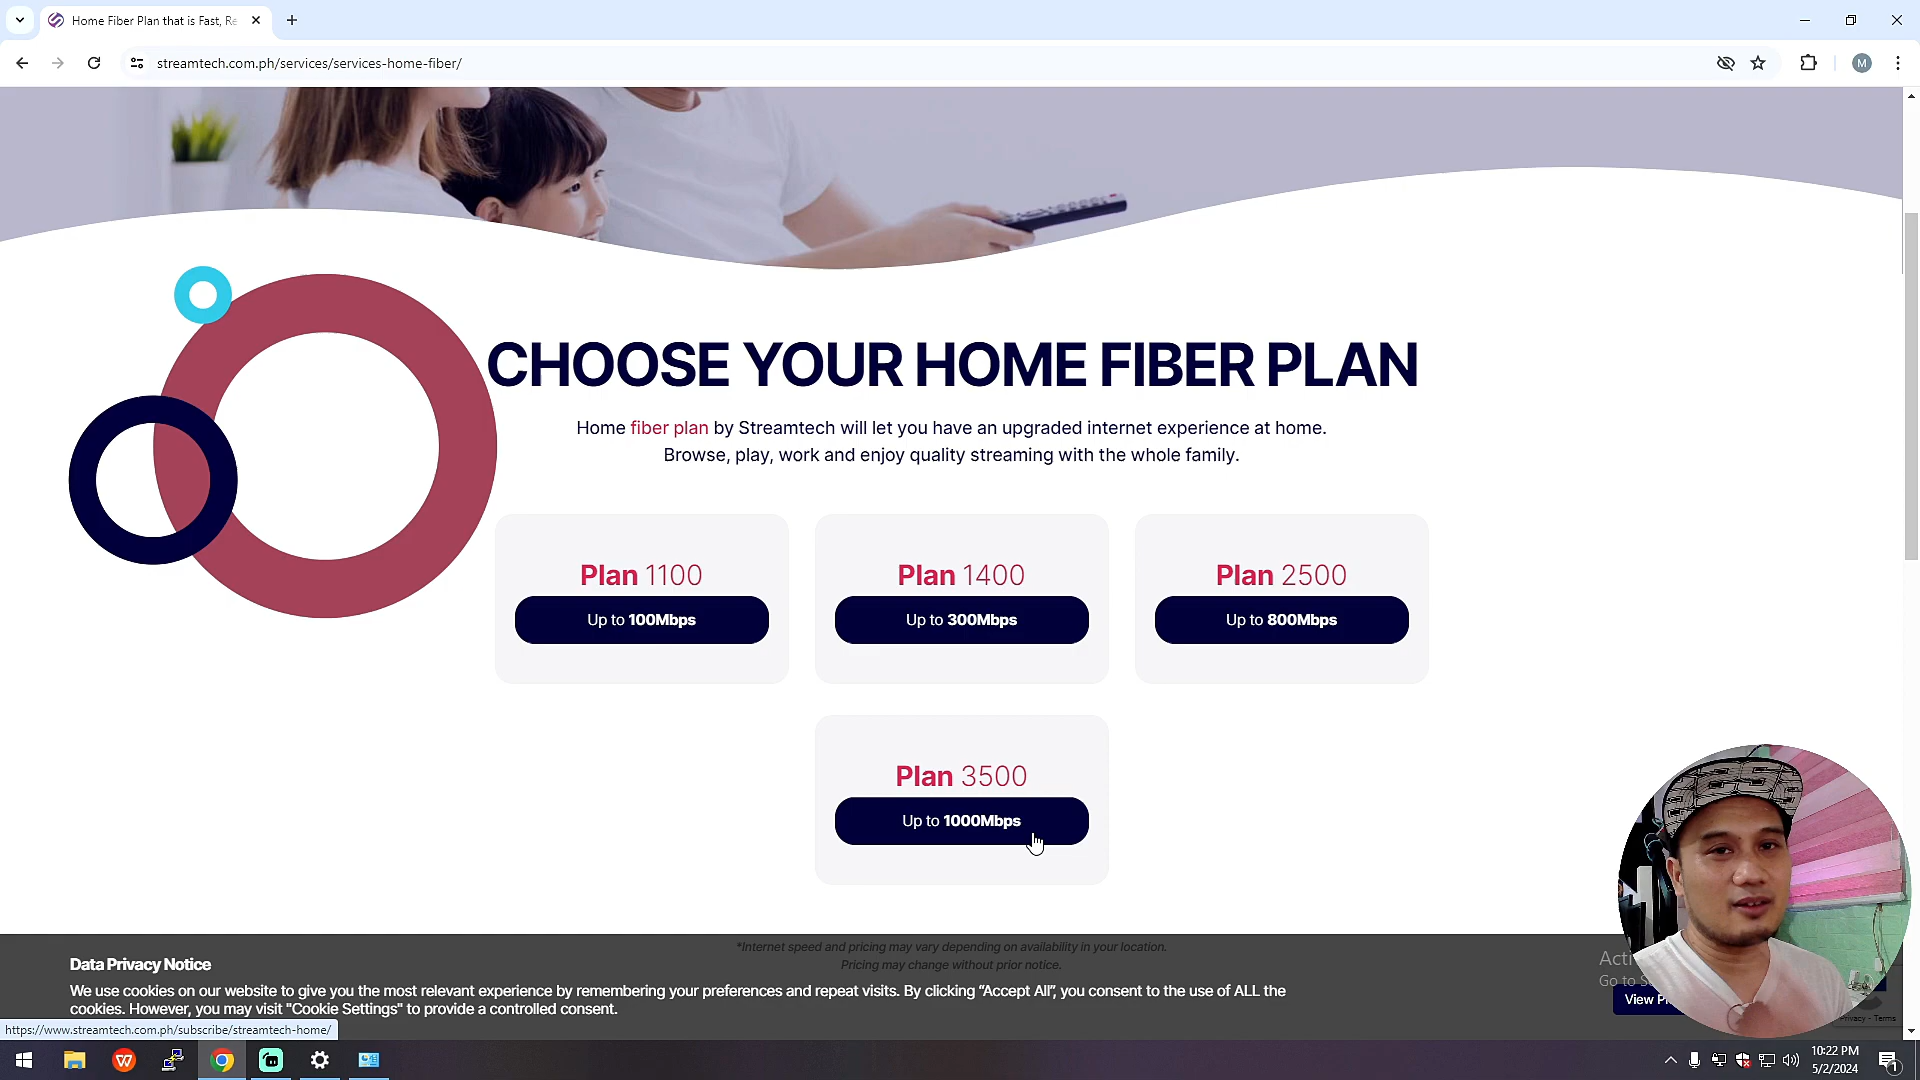 Home Fiber Plan that is Fast, Re
streamtech.com.ph/services/services-home-fiber/
M
CHOOSE YOUR HOME FIBER PLAN
Home fiber plan by Streamtech will let you have an upgraded internet experience at home.
Browse, play, work and enjoy quality streaming with the whole family.
Plan 1100
Up to 100Mbps
Plan 1400
Up to 300Mbps
Plan 2500
Up to 800Mbps
Plan 3500
Up to 1000Mbps
*Internet speed and pricing may vary depending on availability in your location.
Pricing may change without prior notice.
Data Privacy Notice
We use cookies on our website to give you the most relevant experience by remembering your preferences and repeat visits. By clicking “Accept All”, you consent to the use of ALL the
cookies. However, you may visit "Cookie Settings" to provide a controlled consent.
Go to
View
Privacy - Terms
https://www.streamtech.com.ph/subscribe/streamtech-home/
10:22 PM
5/2/2024
1